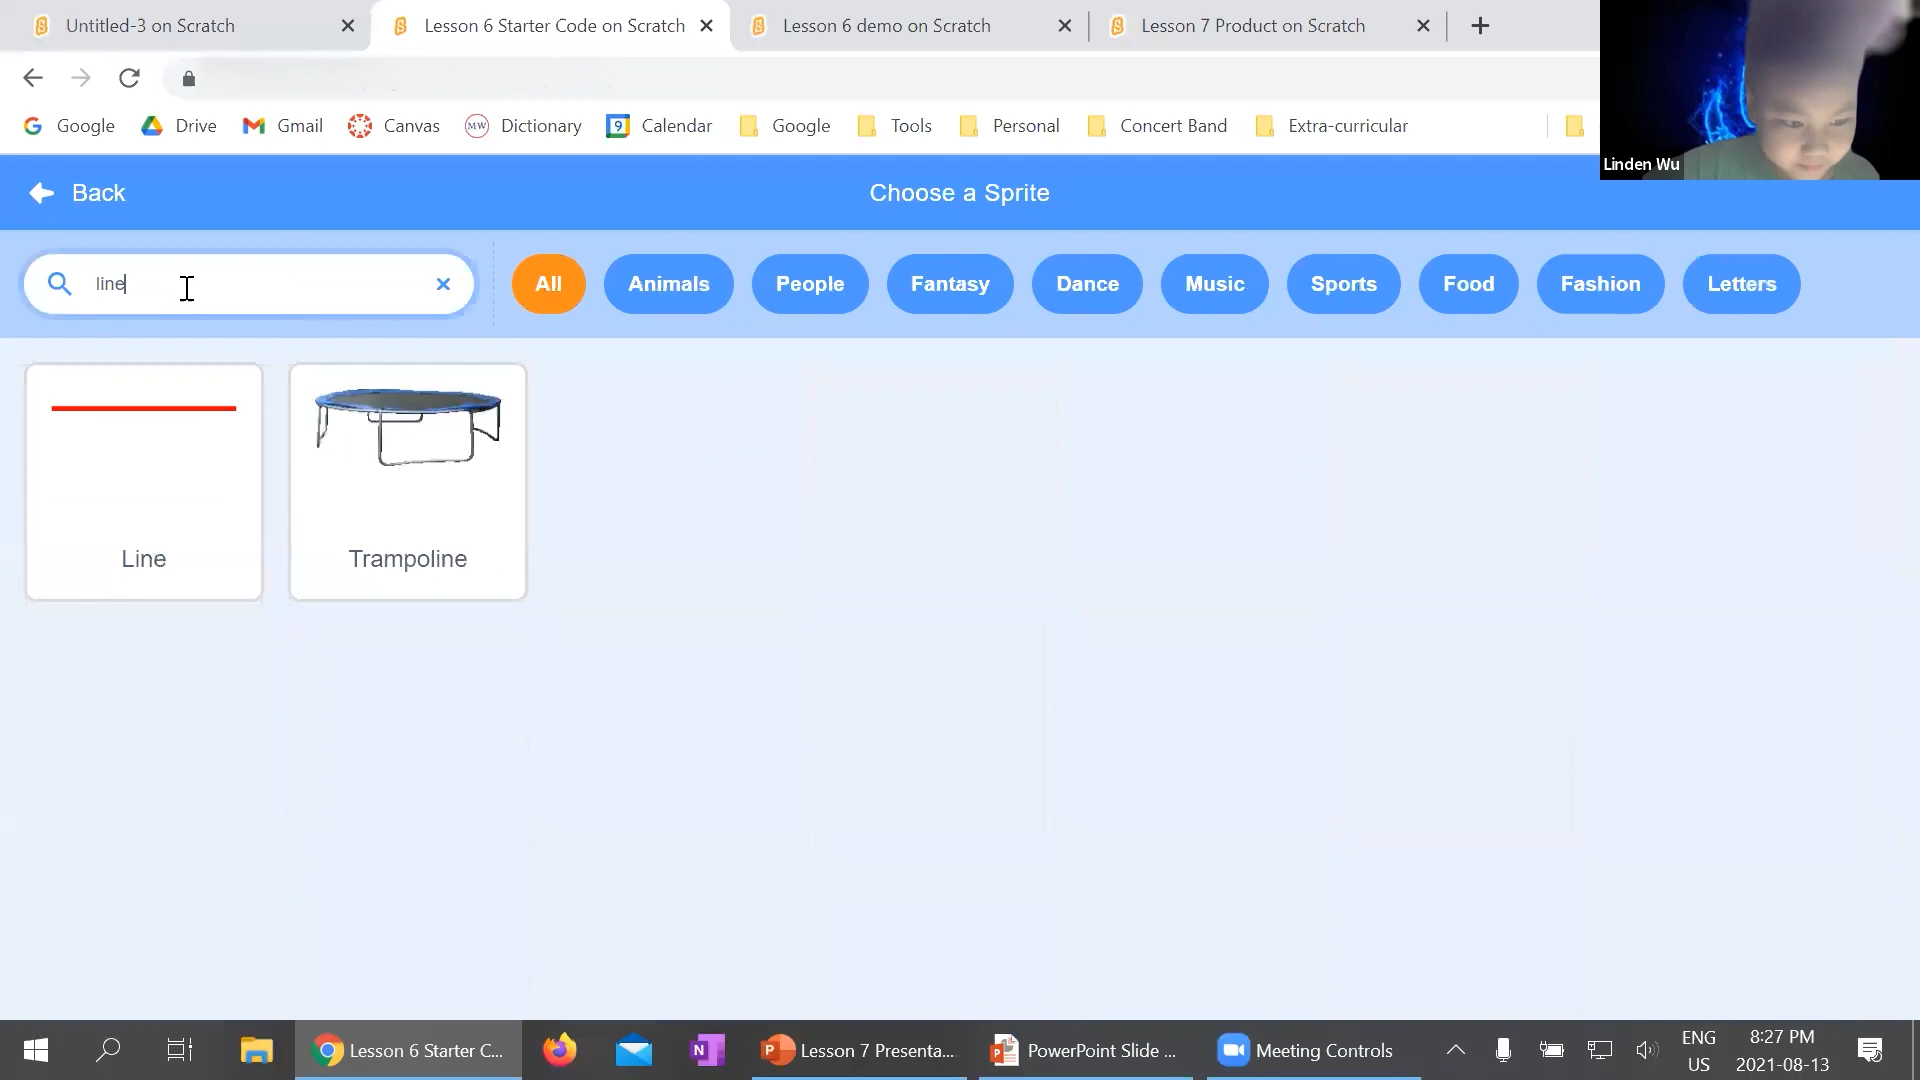 Untitled-3 on Scratch
Lesson 6 Starter Code on Scratch
Lesson 6 demo on Scratch
Lesson 7 Product on Scratch
Google
Drive
Gmail
Canvas
MW
Dictionary
9
Calendar
Google
Tools
Personal
Concert Band
Extra-curricular
Linden Wu
Back
Choose a Sprite
line
All
Animals
People
Fantasy
Dance
Music
Sports
Food
Fashion
Letters
Line
Trampoline
Lesson 6 Starter C...
Lesson 7 Presenta...
PowerPoint Slide ...
Meeting Controls
ENG
US
8:27 PM
2021-08-13